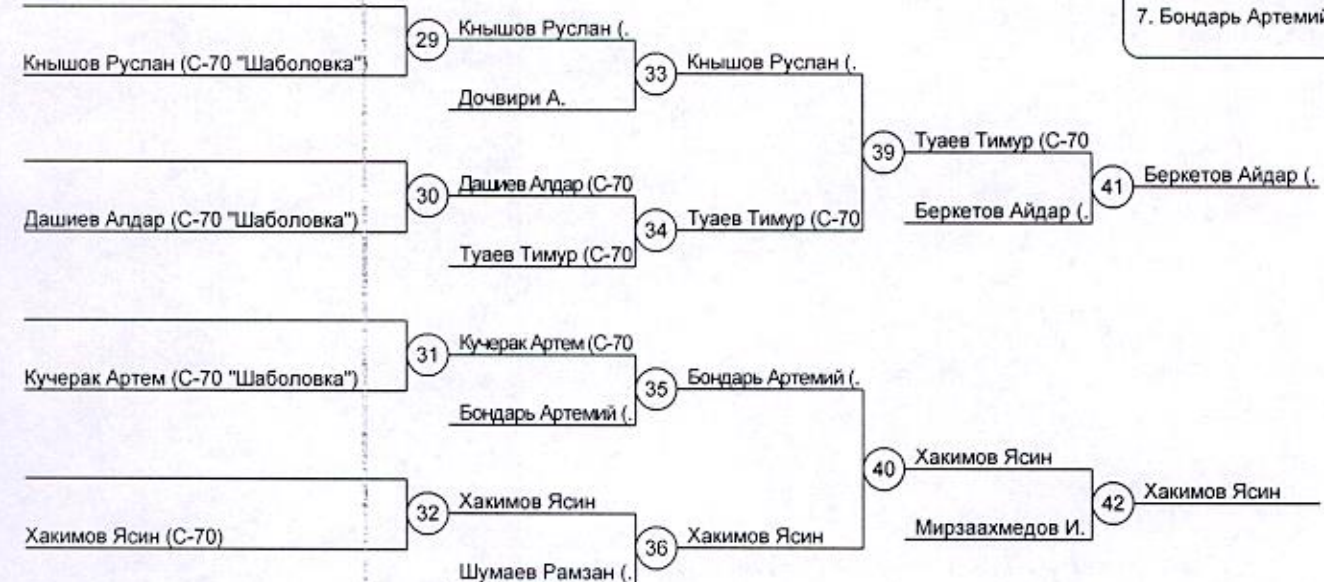 7. Бондарь Артемий
29
Кнышов Руслан (.
Кнышов Руслан (С-70 "Шаболовка")
33
Кнышов Руслан (.
Дочвири А.
39
Туаев Тимур (С-70
30
Дашиев Алдар (С-70
41
Беркетов Айдар (.
Дашиев Алдар (С-70 "Шаболовка")
34
Туаев Тимур (С-70
Беркетов Айдар (.
Туаев Тимур (С-70
31
Кучерак Артем (С-70
Кучерак Артем (С-70 "Шаболовка")
35
Бондарь Артемий (.
Бондарь Артемий (.
40
Хакимов Ясин
32
Хакимов Ясин
42
Хакимов Ясин
Хакимов Ясин (С-70)
36
Хакимов Ясин
Мирзаахмедов И.
Шумаев Рамзан (.